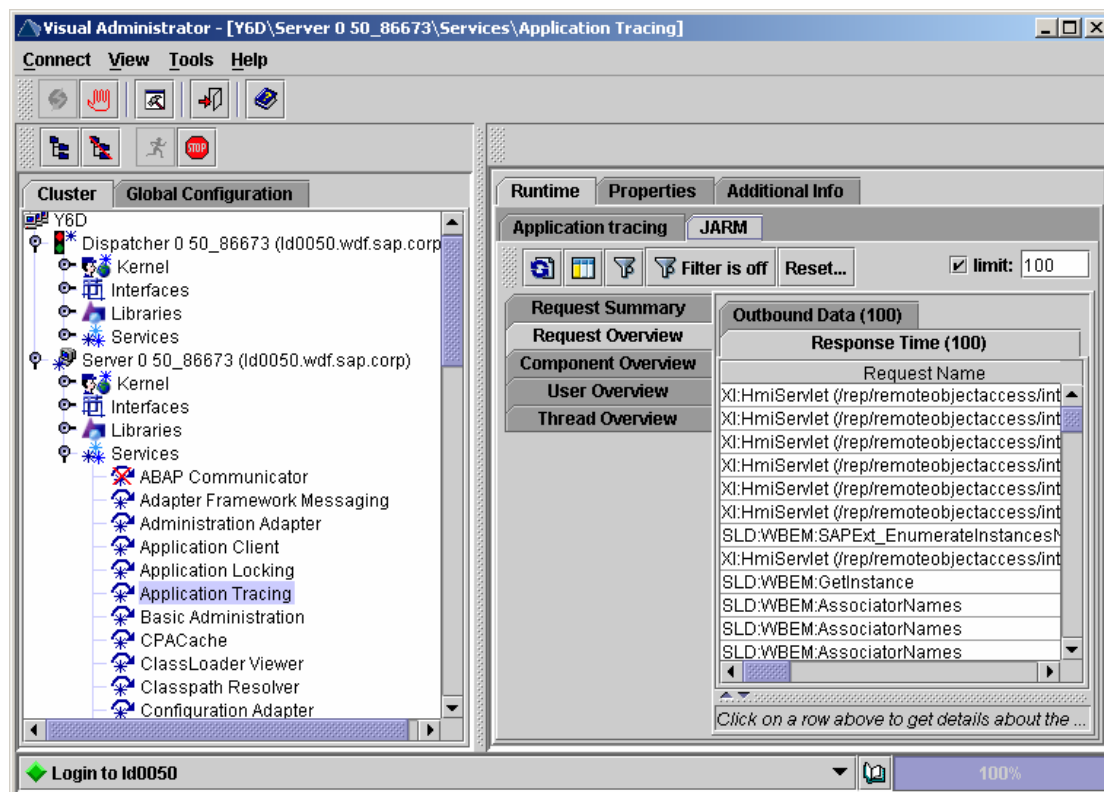 Visual Administrator - [Y6D\Server 0 50_86673\Services\Application Tracing]
Connect View Tools Help
Cluster Global Configuration
Y6D
Dispatcher 0 50_86673 (ld0050.wdf.sap.corp
Kernel
Interfaces
Libraries
Services
Server 0 50_86673 (ld0050.wdf.sap.corp)
Kernel
Interfaces
Libraries
Services
ABAP Communicator
Adapter Framework Messaging
Administration Adapter
Application Client
Application Locking
Application Tracing
Basic Administration
CPACache
ClassLoader Viewer
Classpath Resolver
Configuration Adapter
STOP
Runtime Properties Additional Info
Application tracing JARM
Filter is off Reset... limit: 100
Request Summary
Request Overview
Component Overview
User Overview
Thread Overview
Outbound Data (100)
Response Time (100)
Request Name
XI:HmiServlet (/rep/remoteobjectaccess/int
XI:HmiServlet (/rep/remoteobjectaccess/int
XI:HmiServlet (/rep/remoteobjectaccess/int
XI:HmiServlet (/rep/remoteobjectaccess/int
XI:HmiServlet (/rep/remoteobjectaccess/int
XI:HmiServlet (/rep/remoteobjectaccess/int
SLD:WBEM:SAPExt_EnumerateInstancesN
XI:HmiServlet (/rep/remoteobjectaccess/int
SLD:WBEM:GetInstance
SLD:WBEM:AssociatorNames
SLD:WBEM:AssociatorNames
SLD:WBEM:AssociatorNames
Click on a row above to get details about the ...
Login to ld0050
100%